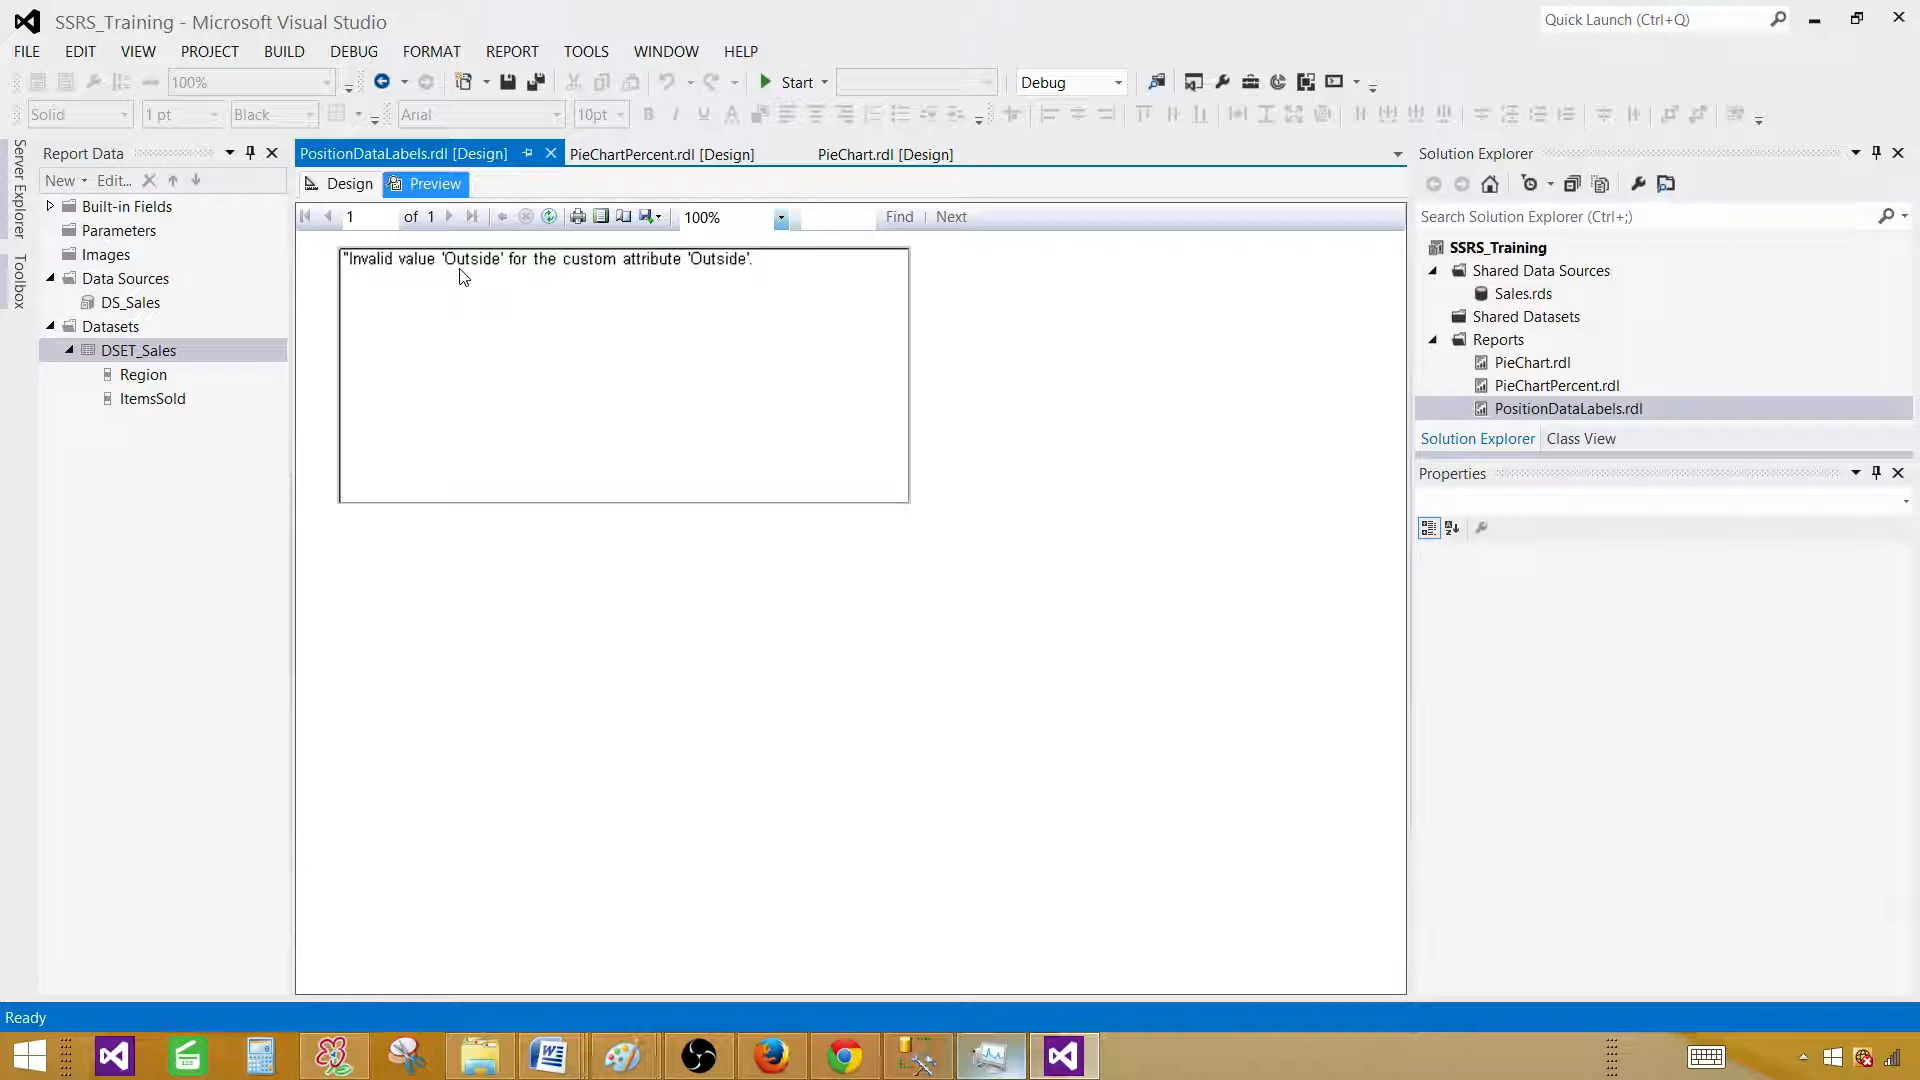 SSRS_Training - Microsoft Visual Studio
Quick Launch (Ctrl+Q)
FILE EDIT VIEW PROJECT BUILD DEBUG FORMAT REPORT TOOLS WINDOW HELP
100% Start Debug
Solid 1 pt Black Arial 10pt
Server Explorer
Toolbox
Report Data
New Edit...
Built-in Fields
Parameters
Images
Data Sources
DS_Sales
Datasets
DSET_Sales
Region
ItemsSold
PositionDataLabels.rdl [Design] PieChartPercent.rdl [Design] PieChart.rdl [Design]
Design Preview
1 of 1 100% Find | Next
"Invalid value 'Outside' for the custom attribute 'Outside'.
Solution Explorer
Search Solution Explorer (Ctrl+;)
SSRS_Training
Shared Data Sources
Sales.rds
Shared Datasets
Reports
PieChart.rdl
PieChartPercent.rdl
PositionDataLabels.rdl
Solution Explorer Class View
Properties
Ready